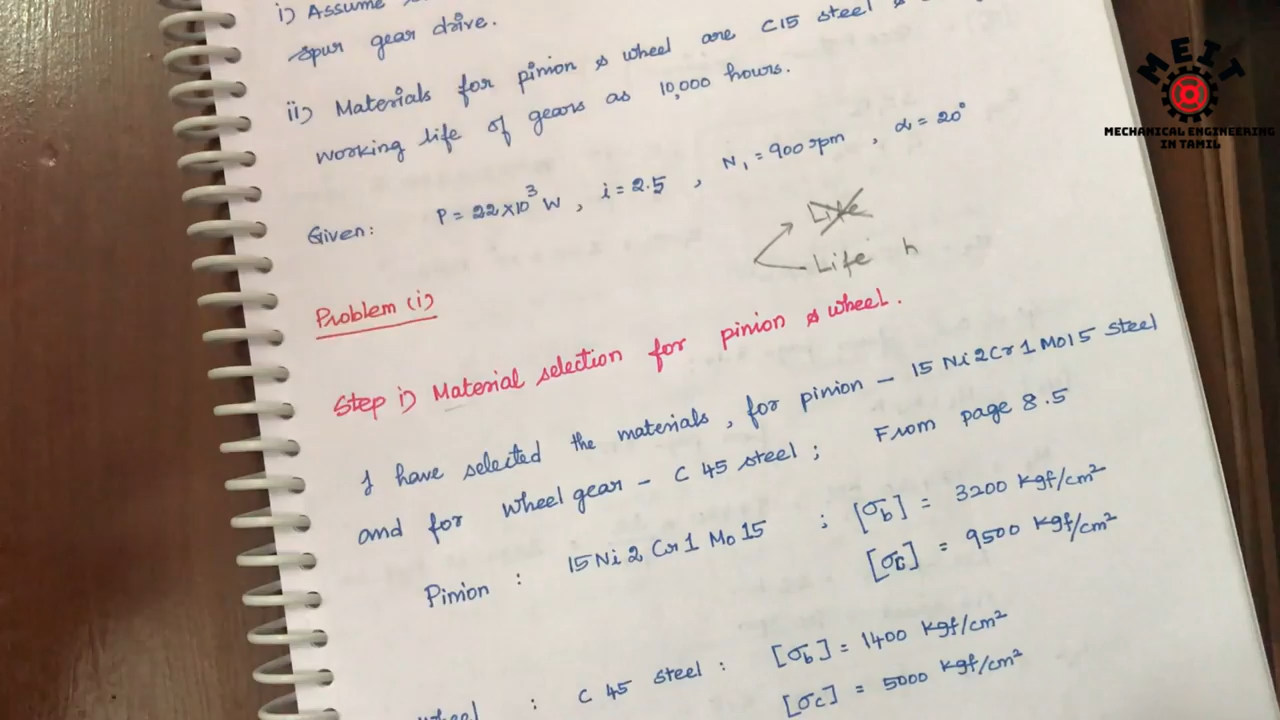 i) Assume
spur gear drive.
ii) Materials for pinion & wheel are C15 steel &
working life of gears as 10,000 hours.
Given: P = 22×10³ W, i = 2.5, N₁ = 900 rpm, α = 20°
Life
Life h
Problem (i)
Step i) Material selection for pinion & wheel.
I have selected the materials, for pinion – 15 Ni 2 Cr 1 Mo 15 steel
and for wheel gear – C 45 steel; From page 8.5
Pinion : 15 Ni 2 Cr 1 Mo 15 ; [σb] = 3200 kgf/cm²
[σc] = 9500 kgf/cm²
wheel : C 45 steel : [σb] = 1400 kgf/cm²
[σc] = 5000 kgf/cm²
MEIT
MECHANICAL ENGINEERING
IN TAMIL